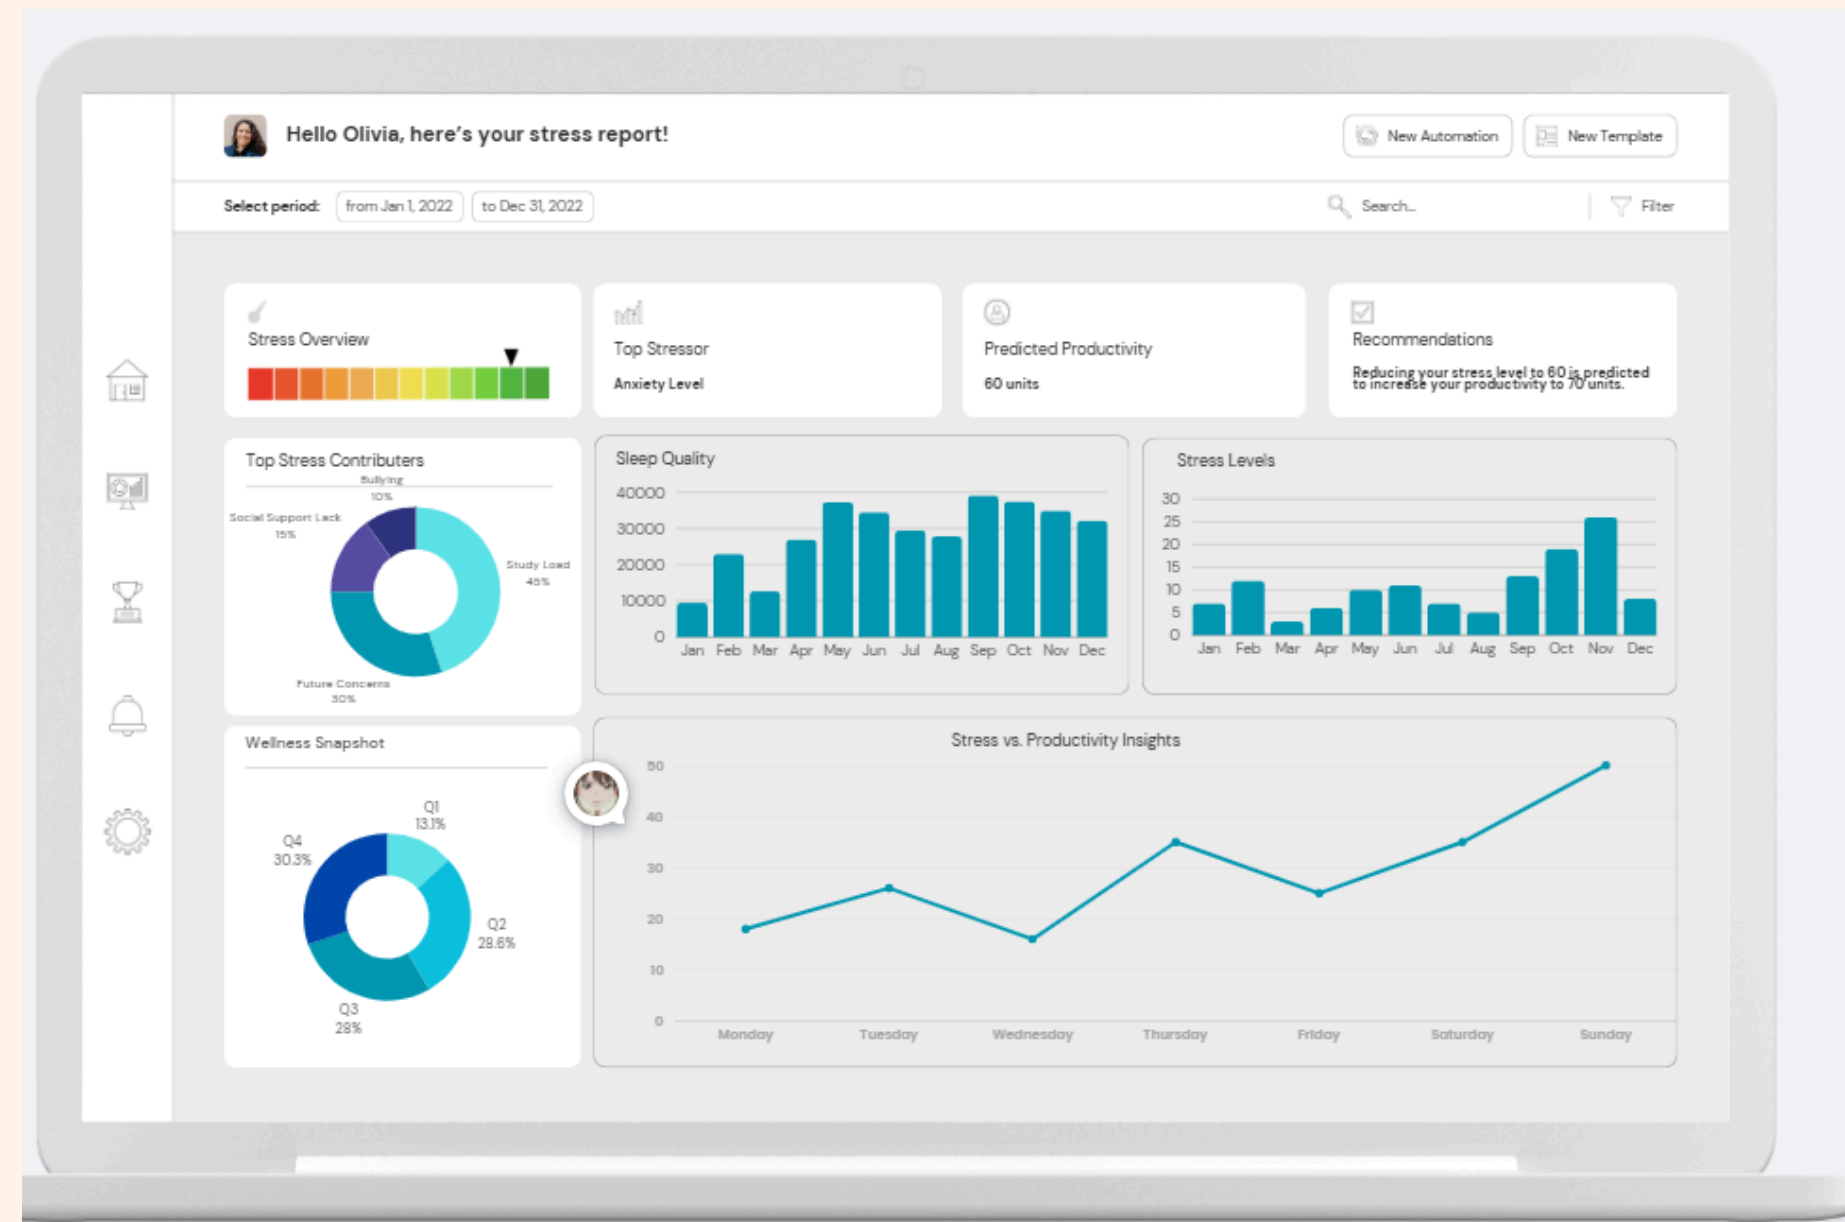 Hello Olivia, here's your stress report!
New Automation
New Template
Select period:
from Jan 1, 2022
to Dec 31, 2022
Search...
Filter
Stress Overview
Top Stressor
Anxiety Level
Predicted Productivity
60 units
Recommendations
Reducing your stress level to 60 is predicted
to increase your productivity to 70 units.
Top Stress Contributers
Bullying
10%
Social Support Lack
15%
Study Load
45%
Future Concerns
30%
Sleep Quality
40000
30000
20000
10000
0
Jan Feb Mar Apr May Jun Jul Aug Sep Oct Nov Dec
Stress Levels
30
25
20
15
10
5
0
Jan Feb Mar Apr May Jun Jul Aug Sep Oct Nov Dec
Wellness Snapshot
Q1
13.1%
Q4
30.3%
Q2
28.6%
Q3
28%
Stress vs. Productivity Insights
50
40
30
20
10
0
Monday Tuesday Wednesday Thursday Friday Saturday Sunday